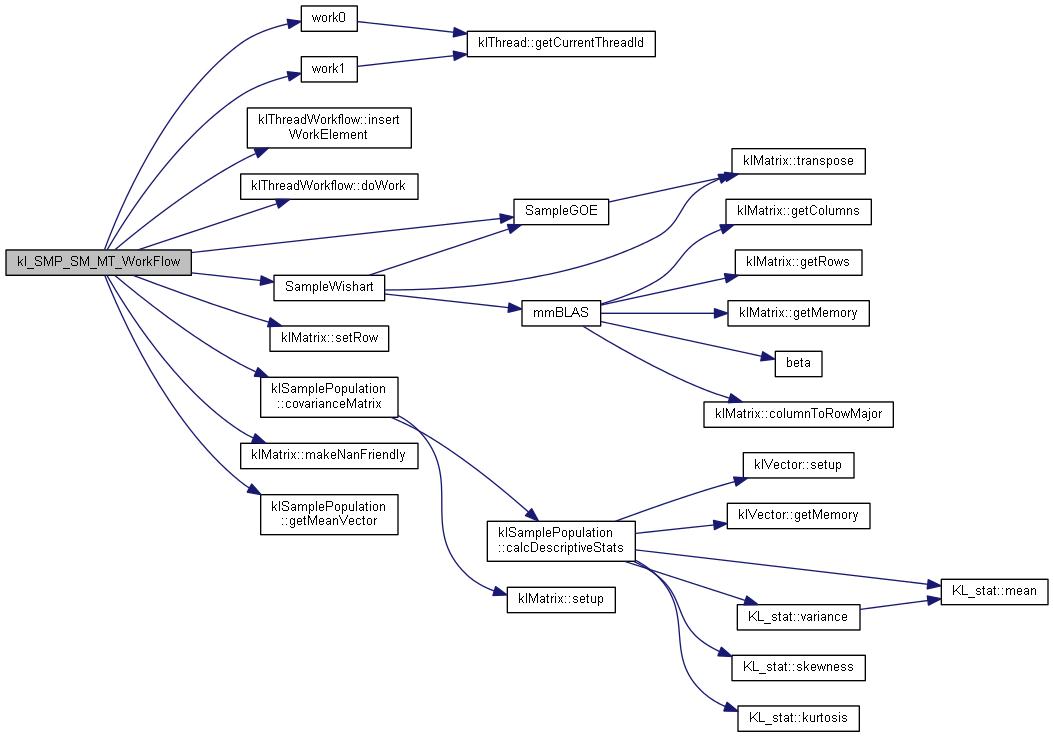 work0
klThread::getCurrentThreadId
work1
klThreadWorkflow::insert
WorkElement
klMatrix::transpose
klThreadWorkflow::doWork
SampleGOE
klMatrix::getColumns
kl_SMP_SM_MT_WorkFlow
klMatrix::getRows
SampleWishart
mmBLAS
klMatrix::getMemory
klMatrix::setRow
beta
klSamplePopulation
::covarianceMatrix
klMatrix::columnToRowMajor
klMatrix::makeNanFriendly
klVector::setup
klSamplePopulation
::getMeanVector
klVector::getMemory
klSamplePopulation
::calcDescriptiveStats
KL_stat::mean
klMatrix::setup
KL_stat::variance
KL_stat::skewness
KL_stat::kurtosis